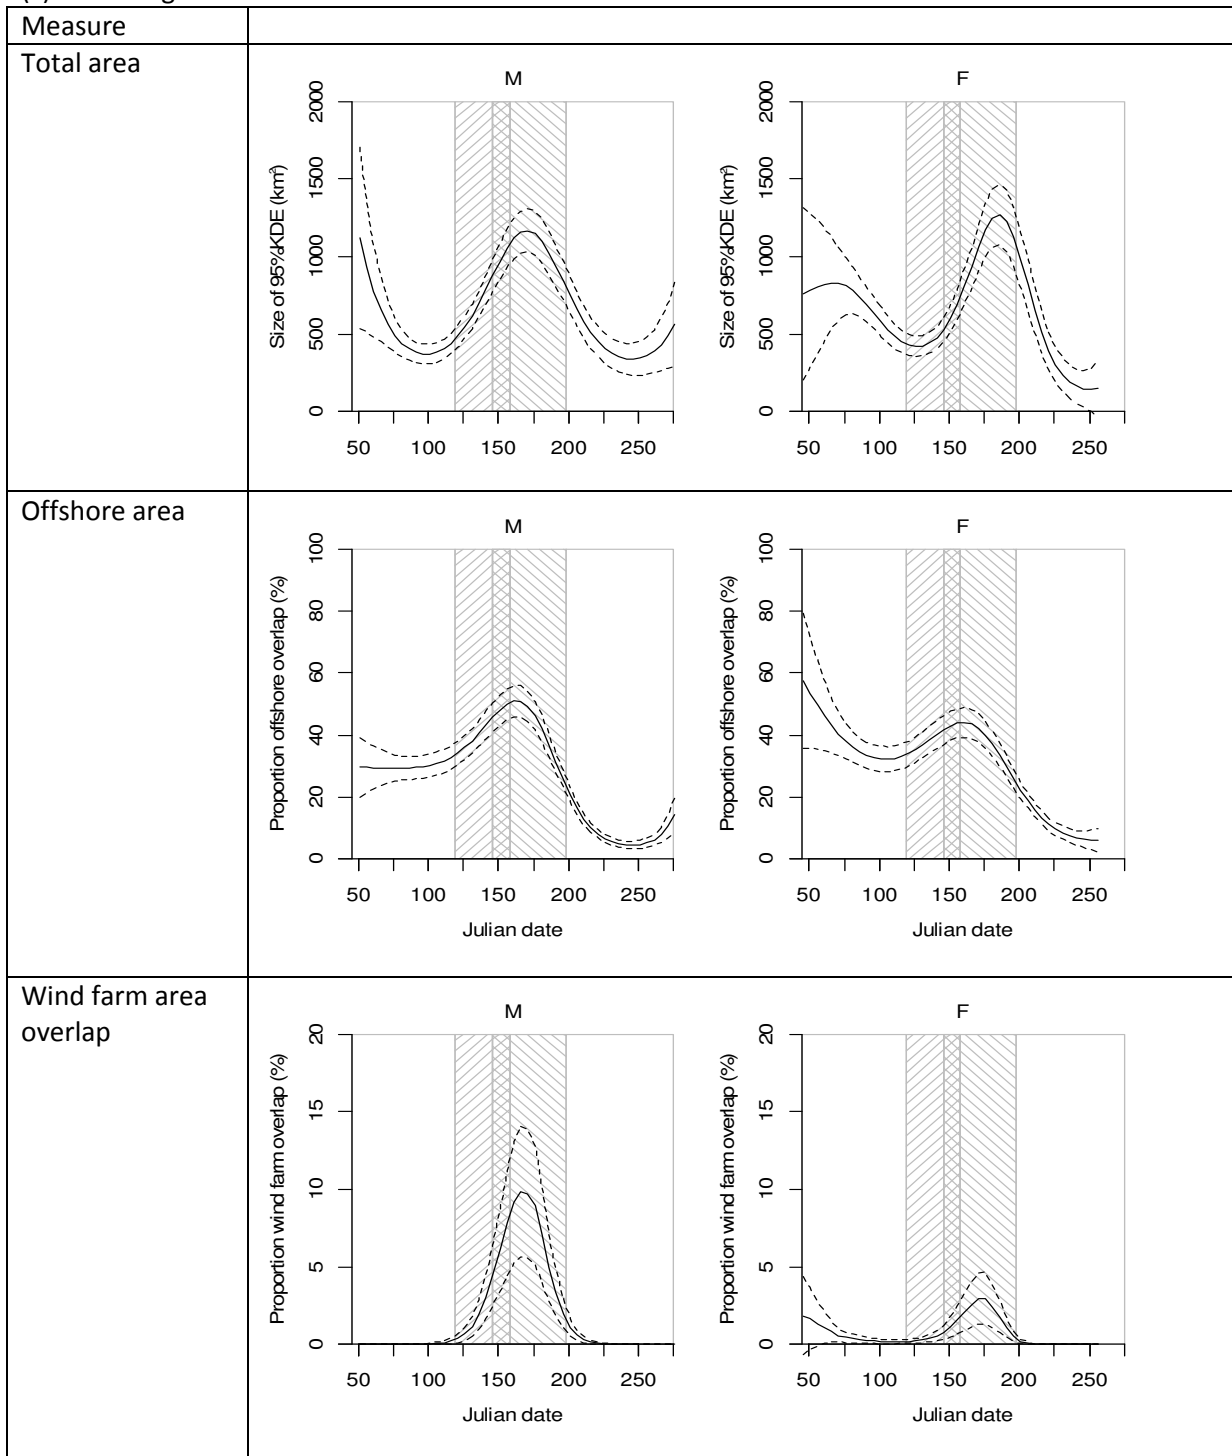 Measure
Total area
M
F
Size of 95%KDE (km²)
0 500 1000 1500 2000
50 100 150 200 250
Size of 95%KDE (km²)
0 500 1000 1500 2000
50 100 150 200 250
Offshore area
M
F
Proportion offshore overlap (%)
0 20 40 60 80 100
50 100 150 200 250
Julian date
Proportion offshore overlap (%)
0 20 40 60 80 100
50 100 150 200 250
Julian date
Wind farm area
overlap
M
F
Proportion wind farm overlap (%)
0 5 10 15 20
50 100 150 200 250
Julian date
Proportion wind farm overlap (%)
0 5 10 15 20
50 100 150 200 250
Julian date